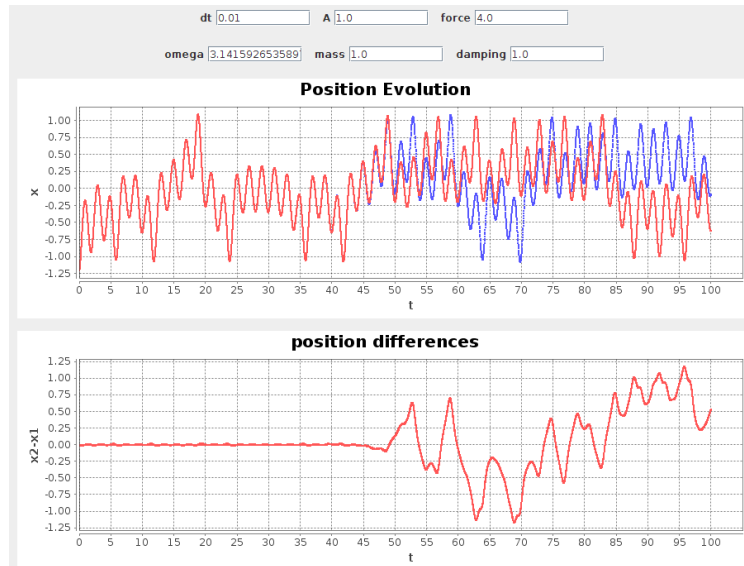 dt 0.01 A 1.0 force 4.0
omega 3.141592653589 mass 1.0 damping 1.0
Position Evolution
1.00
0.75
0.50
0.25
0.00
-0.25
-0.50
-0.75
-1.00
-1.25
x
0 5 10 15 20 25 30 35 40 45 50 55 60 65 70 75 80 85 90 95 100
t
position differences
1.25
1.00
0.75
0.50
0.25
0.00
-0.25
-0.50
-0.75
-1.00
-1.25
x2-x1
0 5 10 15 20 25 30 35 40 45 50 55 60 65 70 75 80 85 90 95 100
t